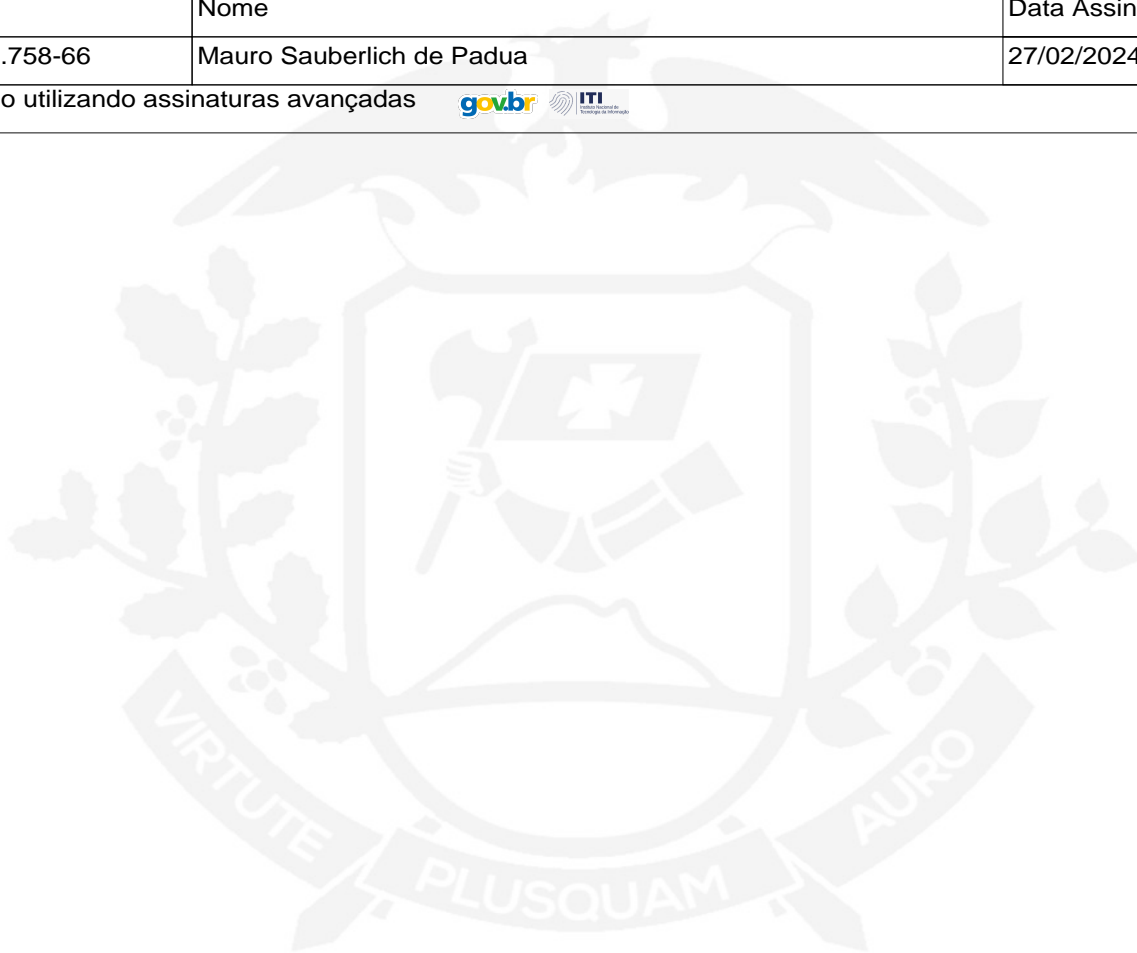 Nome Data Assin
.758-66 Mauro Sauberlich de Padua 27/02/2024
o utilizando assinaturas avançadas gov.br ITI
VIRTUTE PLUSQUAM AURO